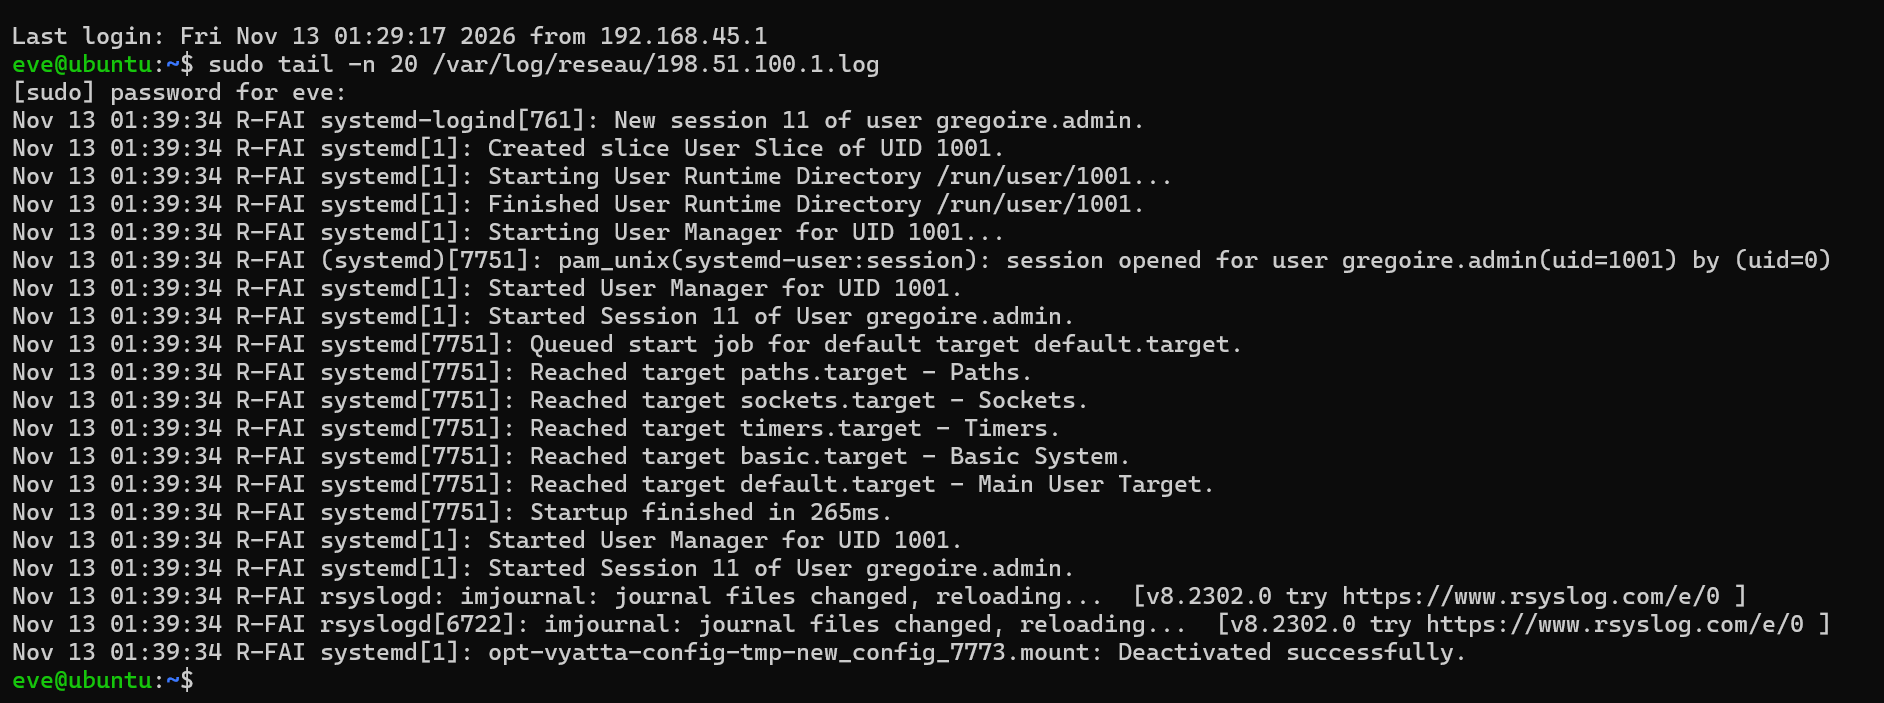 Last login: Fri Nov 13 01:29:17 2026 from 192.168.45.1
eve@ubuntu:~$ sudo tail -n 20 /var/log/reseau/198.51.100.1.log
[sudo] password for eve:
Nov 13 01:39:34 R-FAI systemd-logind[761]: New session 11 of user gregoire.admin.
Nov 13 01:39:34 R-FAI systemd[1]: Created slice User Slice of UID 1001.
Nov 13 01:39:34 R-FAI systemd[1]: Starting User Runtime Directory /run/user/1001...
Nov 13 01:39:34 R-FAI systemd[1]: Finished User Runtime Directory /run/user/1001.
Nov 13 01:39:34 R-FAI systemd[1]: Starting User Manager for UID 1001...
Nov 13 01:39:34 R-FAI (systemd)[7751]: pam_unix(systemd-user:session): session opened for user gregoire.admin(uid=1001) by (uid=0)
Nov 13 01:39:34 R-FAI systemd[1]: Started User Manager for UID 1001.
Nov 13 01:39:34 R-FAI systemd[1]: Started Session 11 of User gregoire.admin.
Nov 13 01:39:34 R-FAI systemd[7751]: Queued start job for default target default.target.
Nov 13 01:39:34 R-FAI systemd[7751]: Reached target paths.target - Paths.
Nov 13 01:39:34 R-FAI systemd[7751]: Reached target sockets.target - Sockets.
Nov 13 01:39:34 R-FAI systemd[7751]: Reached target timers.target - Timers.
Nov 13 01:39:34 R-FAI systemd[7751]: Reached target basic.target - Basic System.
Nov 13 01:39:34 R-FAI systemd[7751]: Reached target default.target - Main User Target.
Nov 13 01:39:34 R-FAI systemd[7751]: Startup finished in 265ms.
Nov 13 01:39:34 R-FAI systemd[1]: Started User Manager for UID 1001.
Nov 13 01:39:34 R-FAI systemd[1]: Started Session 11 of User gregoire.admin.
Nov 13 01:39:34 R-FAI rsyslogd: imjournal: journal files changed, reloading...  [v8.2302.0 try https://www.rsyslog.com/e/0 ]
Nov 13 01:39:34 R-FAI rsyslogd[6722]: imjournal: journal files changed, reloading...  [v8.2302.0 try https://www.rsyslog.com/e/0 ]
Nov 13 01:39:34 R-FAI systemd[1]: opt-vyatta-config-tmp-new_config_7773.mount: Deactivated successfully.
eve@ubuntu:~$